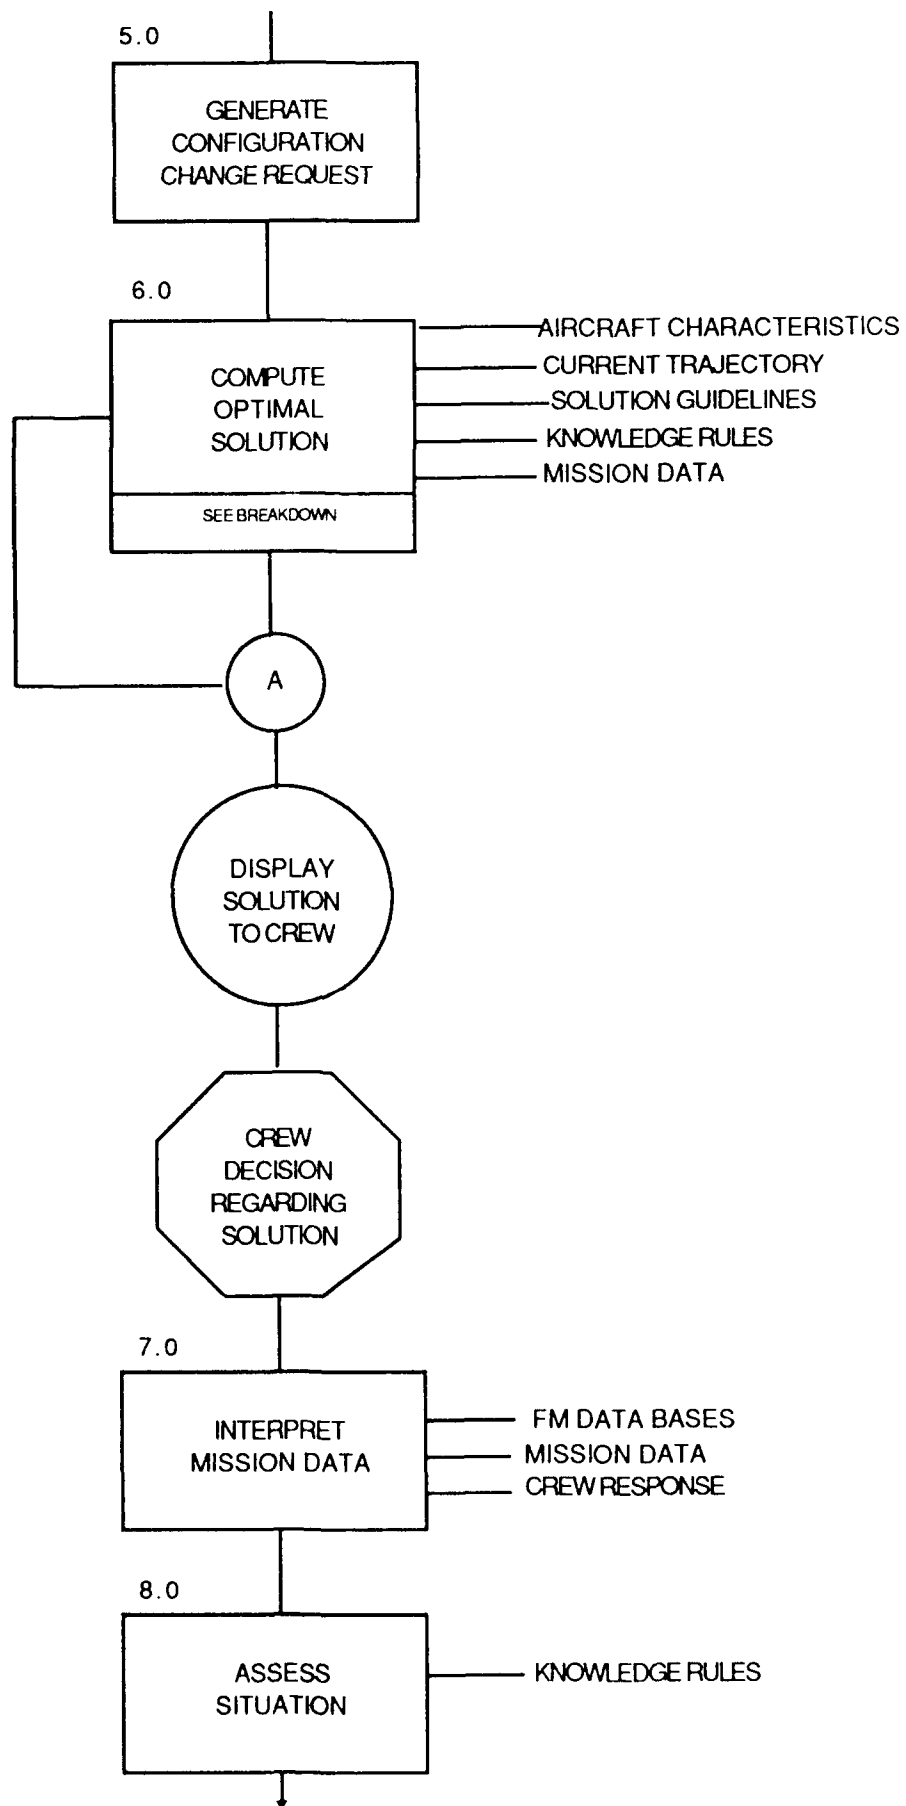 5.0
GENERATE
CONFIGURATION
CHANGE REQUEST
6.0
COMPUTE
OPTIMAL
SOLUTION
SEE BREAKDOWN
AIRCRAFT CHARACTERISTICS
CURRENT TRAJECTORY
SOLUTION GUIDELINES
KNOWLEDGE RULES
MISSION DATA
A
DISPLAY
SOLUTION
TO CREW
CREW
DECISION
REGARDING
SOLUTION
7.0
INTERPRET
MISSION DATA
FM DATA BASES
MISSION DATA
CREW RESPONSE
8.0
ASSESS
SITUATION
KNOWLEDGE RULES